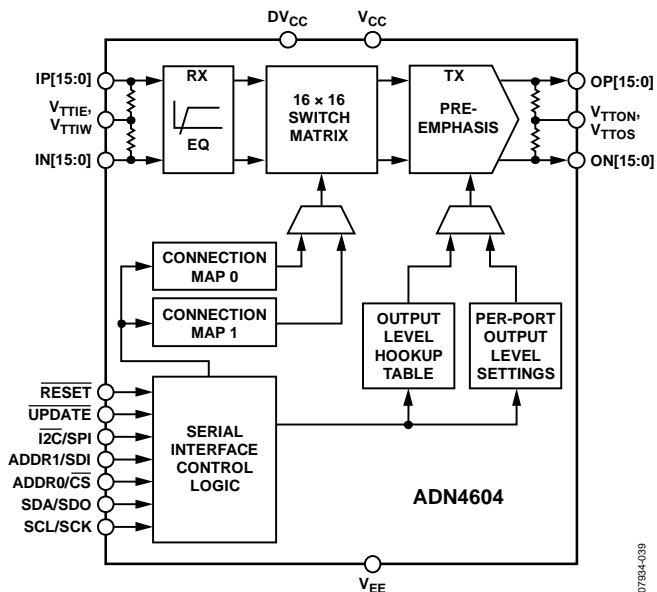 DVCC
VCC
IP[15:0]
VTTIE,
VTTIW
IN[15:0]
RX
EQ
16 × 16
SWITCH
MATRIX
TX
PRE-
EMPHASIS
OP[15:0]
VTTON,
VTTOS
ON[15:0]
CONNECTION
MAP 0
CONNECTION
MAP 1
OUTPUT
LEVEL
HOOKUP
TABLE
PER-PORT
OUTPUT
LEVEL
SETTINGS
RESET
UPDATE
I2C/SPI
ADDR1/SDI
ADDR0/CS
SDA/SDO
SCL/SCK
SERIAL
INTERFACE
CONTROL
LOGIC
ADN4604
VEE
07934-039